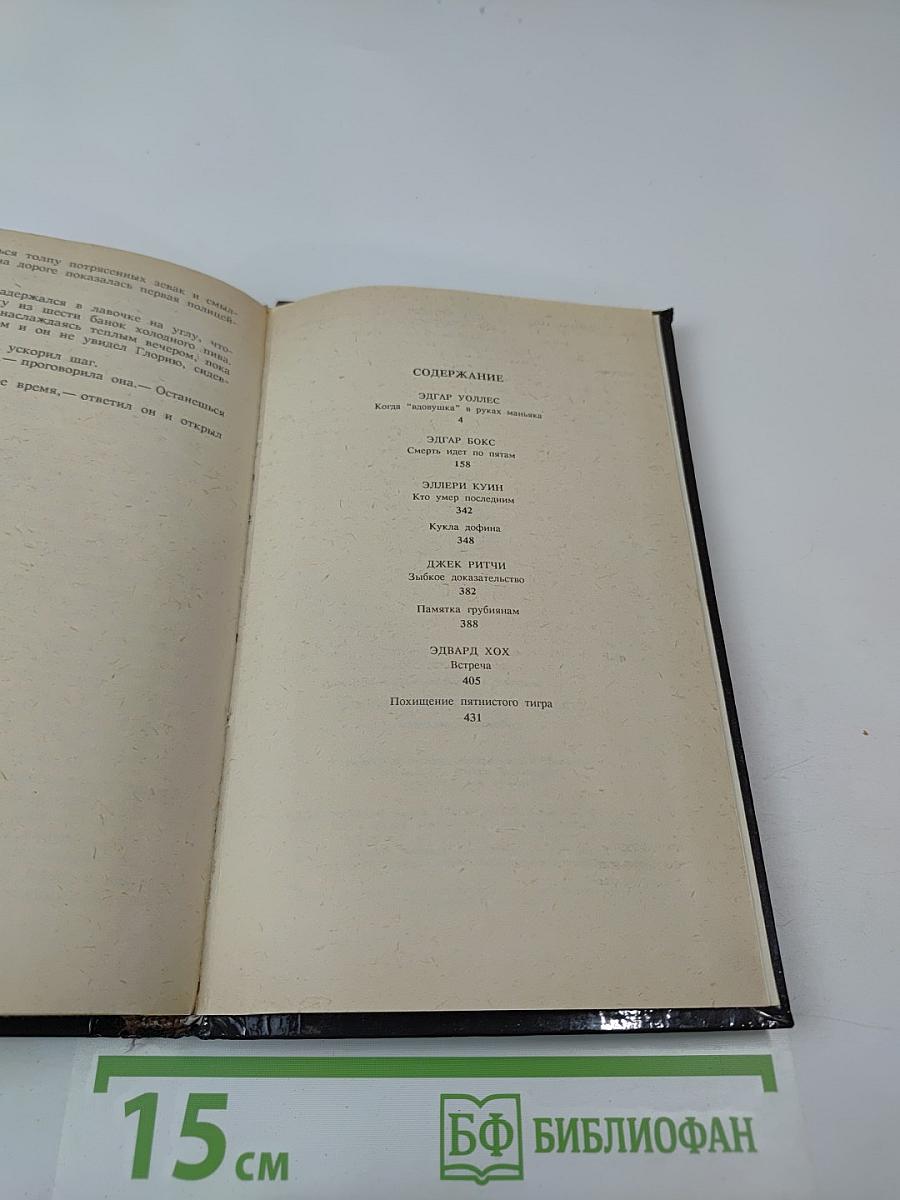 ься толпу потрясенных зевак и смыл-
на дороге показалась первая полицей-
адержался в лавочке на углу, что-
у из шести банок холодного пива.
наслаждаясь теплым вечером, пока
м и он не увидел Глорию, сидев-
ускорил шаг.
— проговорила она.— Останешься
е время,— ответил он и открыл
СОДЕРЖАНИЕ
ЭДГАР УОЛЛЕС
Когда "вдовушка" в руках маньяка
4
ЭДГАР БОКС
Смерть идет по пятам
158
ЭЛЛЕРИ КУИН
Кто умер последним
342
Кукла дофина
348
ДЖЕК РИТЧИ
Зыбкое доказательство
382
Памятка грубиянам
388
ЭДВАРД ХОХ
Встреча
405
Похищение пятнистого тигра
431
15 см
БФ БИБЛИОФАН